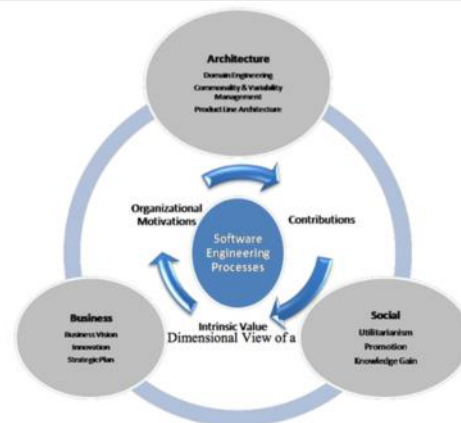 Architecture
Domain Engineering
Commonality & Variability
Management
Product Line Architecture
Organizational
Motivations
Contributions
Software
Engineering
Processes
Business
Business Vision
Innovation
Strategic Plan
Intrinsic Value
Dimensional View of a
Social
Utilitarianism
Promotion
Knowledge Gain